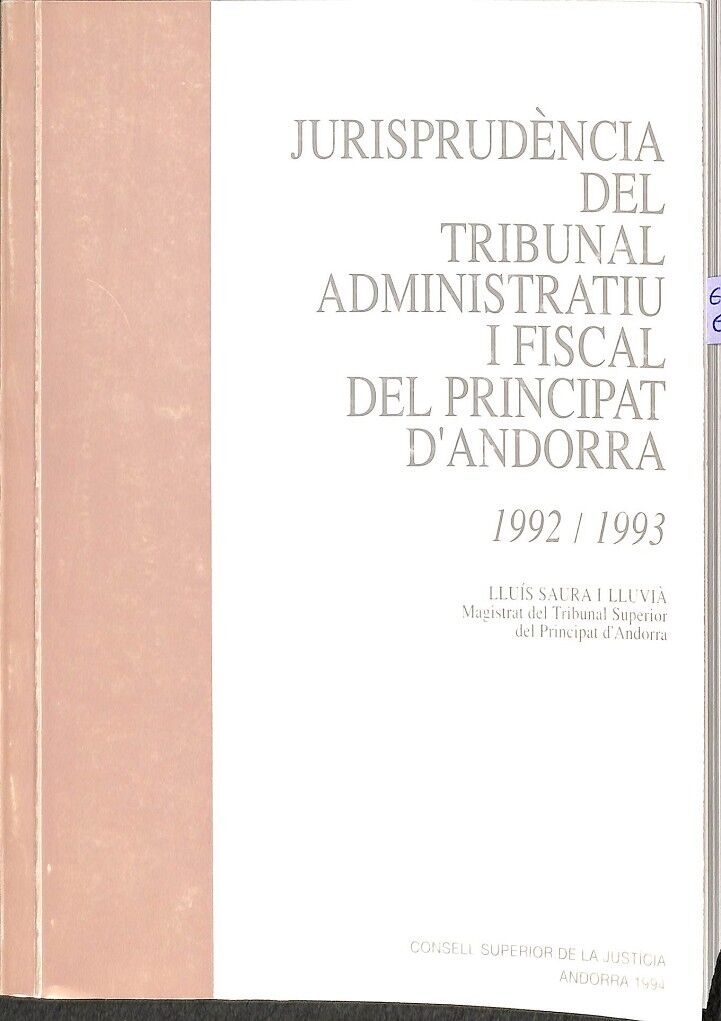 JURISPRUDÈNCIA
DEL
TRIBUNAL
ADMINISTRATIU
I FISCAL
DEL PRINCIPAT
D'ANDORRA
1992 / 1993
LLUÍS SAURA I LLUVIÀ
Magistrat del Tribunal Superior
del Principat d'Andorra
CONSELL SUPERIOR DE LA JUSTÍCIA
ANDORRA 1994